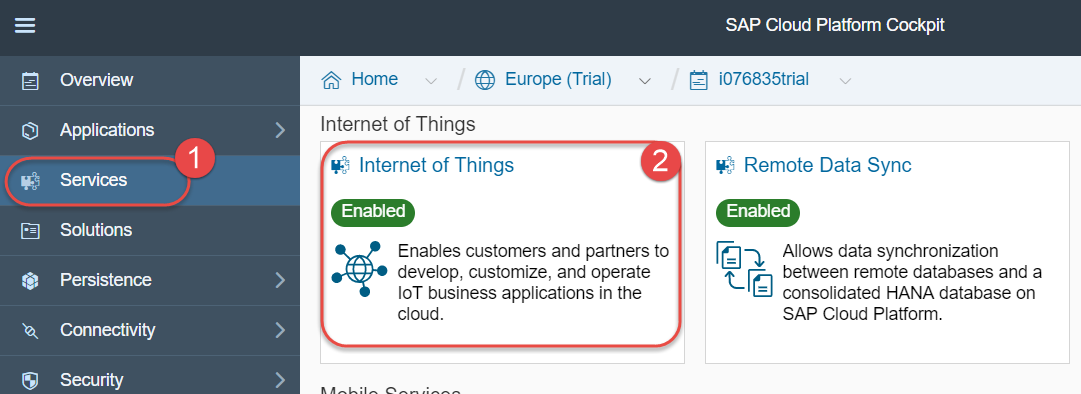 SAP Cloud Platform Cockpit
Overview
Applications
Services
1
Solutions
Persistence
Connectivity
Security
Home
Europe (Trial)
i076835trial
Internet of Things
Internet of Things
2
Enabled
Enables customers and partners to
develop, customize, and operate
IoT business applications in the
cloud.
Remote Data Sync
Enabled
Allows data synchronization
between remote databases and a
consolidated HANA database on
SAP Cloud Platform.
Mobile Services